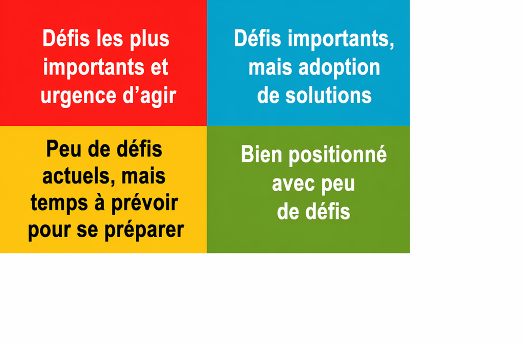 Défis les plus
importants et
urgence d’agir
Défis importants,
mais adoption
de solutions
Peu de défis
actuels, mais
temps à prévoir
pour se préparer
Bien positionné
avec peu
de défis